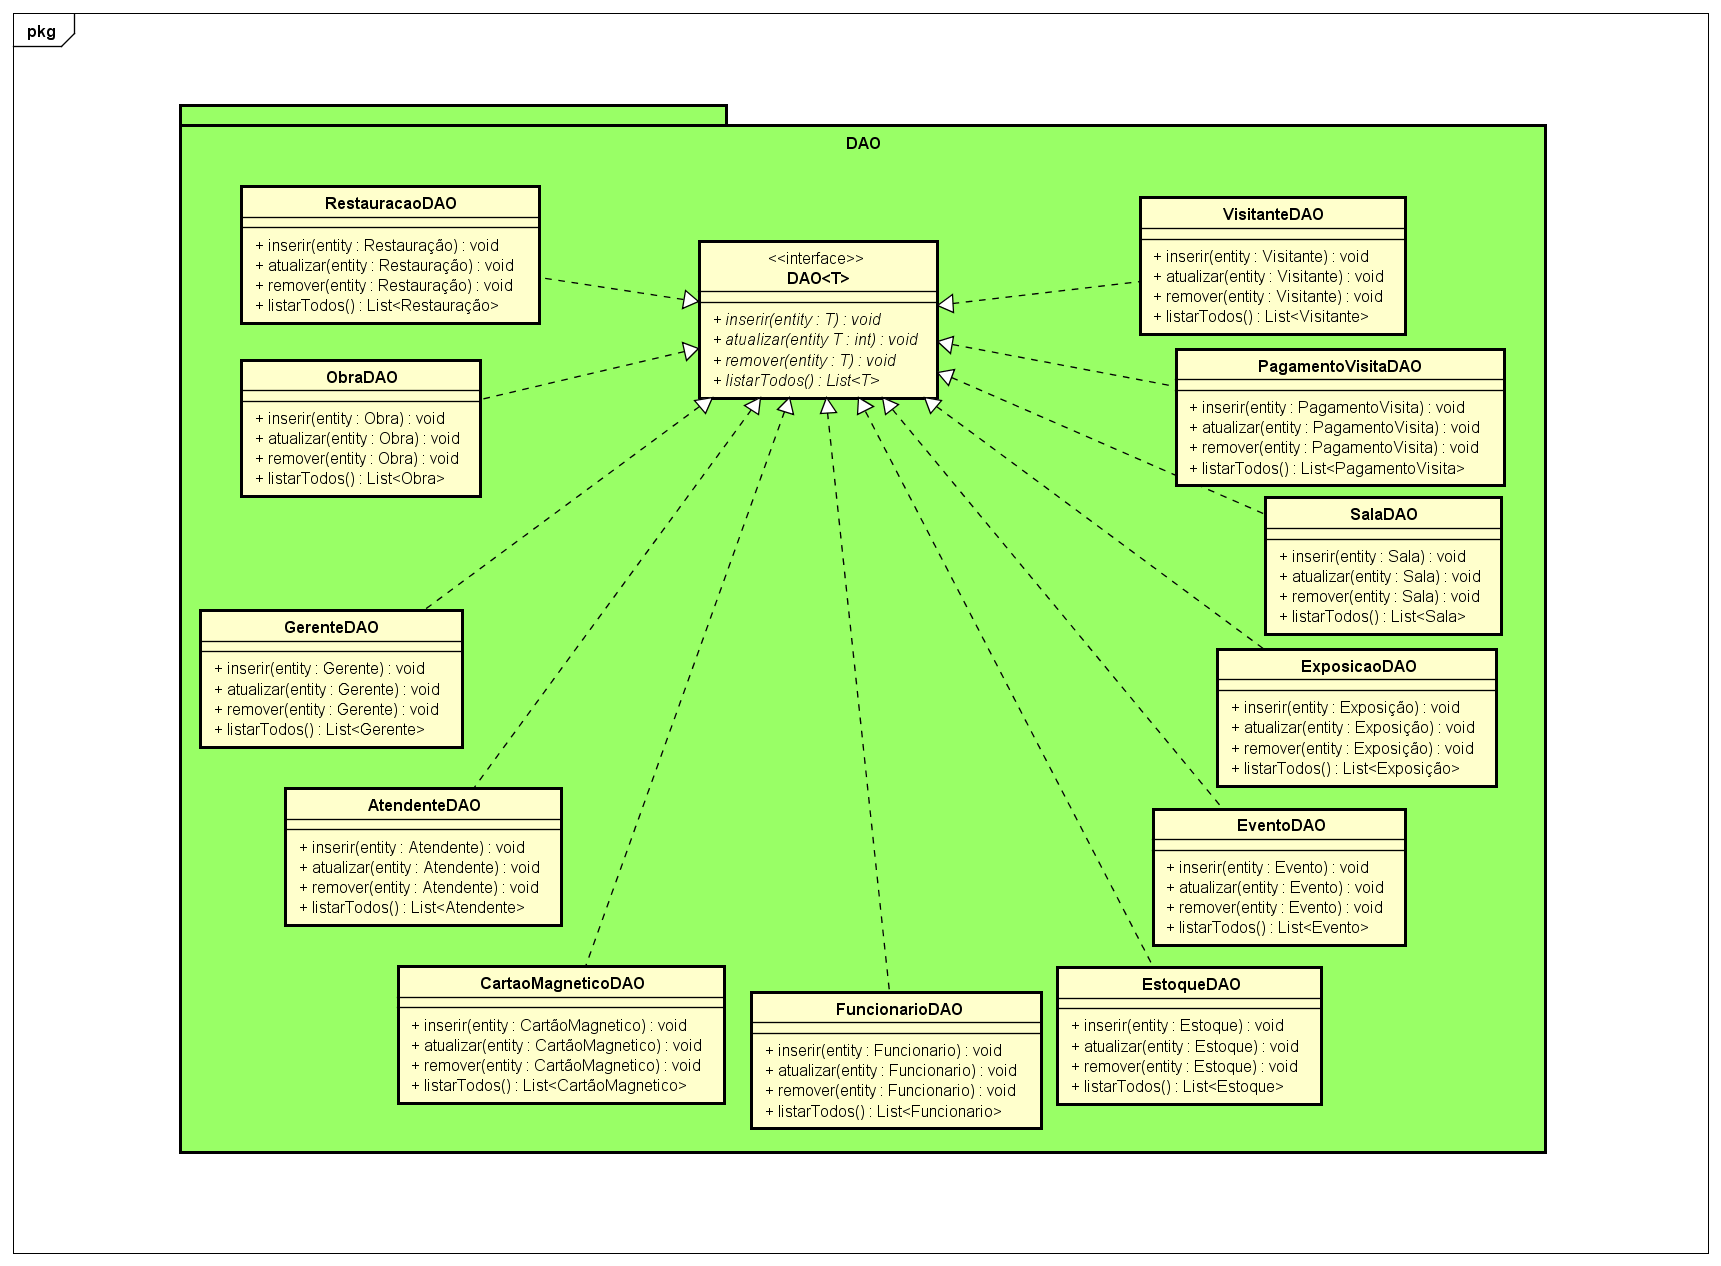 pkg
DAO
RestauracaoDAO
+ inserir(entity : Restauração) : void
+ atualizar(entity : Restauração) : void
+ remover(entity : Restauração) : void
+ listarTodos() : List<Restauração>
<<interface>>
DAO<T>
+ inserir(entity : T) : void
+ atualizar(entity T : int) : void
+ remover(entity : T) : void
+ listarTodos() : List<T>
VisitanteDAO
+ inserir(entity : Visitante) : void
+ atualizar(entity : Visitante) : void
+ remover(entity : Visitante) : void
+ listarTodos() : List<Visitante>
ObraDAO
+ inserir(entity : Obra) : void
+ atualizar(entity : Obra) : void
+ remover(entity : Obra) : void
+ listarTodos() : List<Obra>
PagamentoVisitaDAO
+ inserir(entity : PagamentoVisita) : void
+ atualizar(entity : PagamentoVisita) : void
+ remover(entity : PagamentoVisita) : void
+ listarTodos() : List<PagamentoVisita>
SalaDAO
+ inserir(entity : Sala) : void
+ atualizar(entity : Sala) : void
+ remover(entity : Sala) : void
+ listarTodos() : List<Sala>
GerenteDAO
+ inserir(entity : Gerente) : void
+ atualizar(entity : Gerente) : void
+ remover(entity : Gerente) : void
+ listarTodos() : List<Gerente>
ExposicaoDAO
+ inserir(entity : Exposição) : void
+ atualizar(entity : Exposição) : void
+ remover(entity : Exposição) : void
+ listarTodos() : List<Exposição>
AtendenteDAO
+ inserir(entity : Atendente) : void
+ atualizar(entity : Atendente) : void
+ remover(entity : Atendente) : void
+ listarTodos() : List<Atendente>
EventoDAO
+ inserir(entity : Evento) : void
+ atualizar(entity : Evento) : void
+ remover(entity : Evento) : void
+ listarTodos() : List<Evento>
CartaoMagneticoDAO
+ inserir(entity : CartãoMagnetico) : void
+ atualizar(entity : CartãoMagnetico) : void
+ remover(entity : CartãoMagnetico) : void
+ listarTodos() : List<CartãoMagnetico>
FuncionarioDAO
+ inserir(entity : Funcionario) : void
+ atualizar(entity : Funcionario) : void
+ remover(entity : Funcionario) : void
+ listarTodos() : List<Funcionario>
EstoqueDAO
+ inserir(entity : Estoque) : void
+ atualizar(entity : Estoque) : void
+ remover(entity : Estoque) : void
+ listarTodos() : List<Estoque>